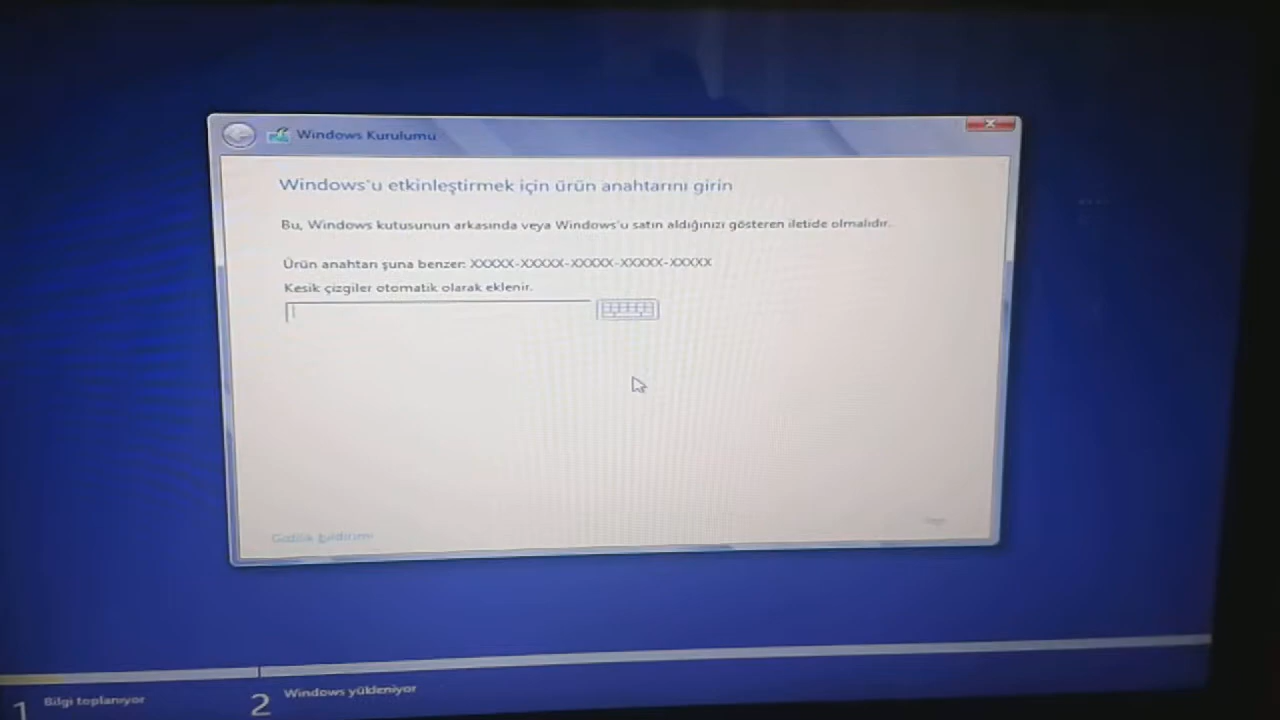 Windows Kurulumu
Windows'u etkinleştirmek için ürün anahtarını girin
Bu, Windows kutusunun arkasında veya Windows'u satın aldığınızı gösteren iletide olmalıdır.
Ürün anahtarı şuna benzer: XXXXX-XXXXX-XXXXX-XXXXX-XXXXX
Kesik çizgiler otomatik olarak eklenir.
Gizlilik bildirimi
1 Bilgi toplanıyor
2 Windows yükleniyor